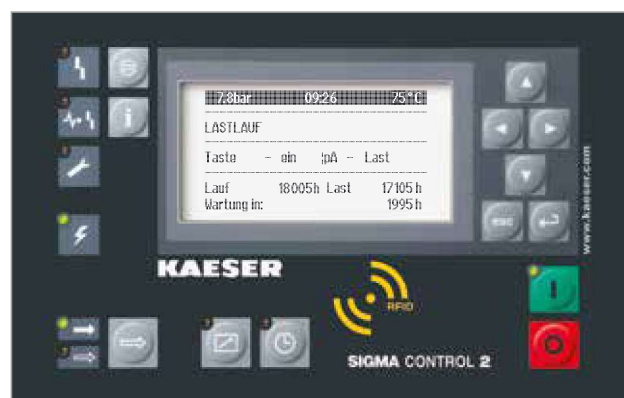 7.8bar 09:26 75°C
LASTLAUF
Taste - ein ¦pA - Last
Lauf 18005h Last 17105h
Wartung in: 1995h
esc
i
KAESER
RFID
SIGMA CONTROL 2
I
O
www.kaeser.com